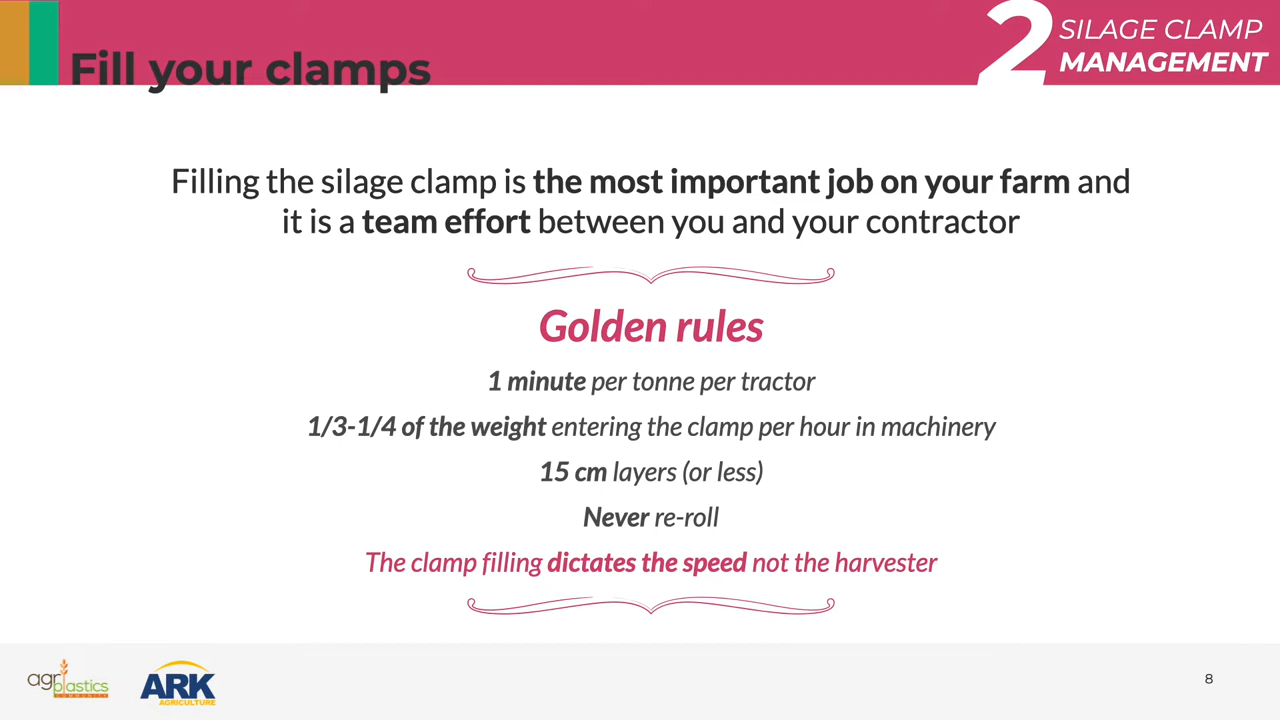 Fill your clamps
2
SILAGE CLAMP
MANAGEMENT
Filling the silage clamp is the most important job on your farm and
it is a team effort between you and your contractor
Golden rules
1 minute per tonne per tractor
1/3-1/4 of the weight entering the clamp per hour in machinery
15 cm layers (or less)
Never re-roll
The clamp filling dictates the speed not the harvester
agriplastics
COMMUNITY
ARK
AGRICULTURE
8